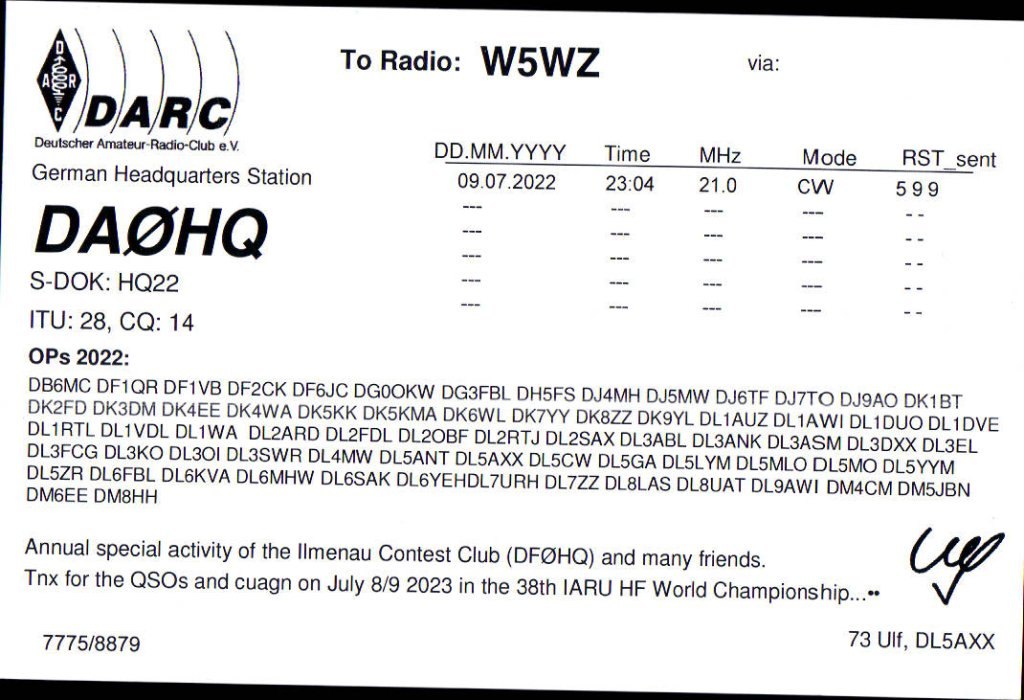 D
A R
C
DARC
Deutscher Amateur-Radio-Club e.V.
To Radio: W5WZ via:
German Headquarters Station
DAØHQ
S-DOK: HQ22
ITU: 28, CQ: 14
DD.MM.YYYY Time MHz Mode RST_sent
09.07.2022 23:04 21.0 CW 599
--- --- --- --- - -
--- --- --- --- - -
--- --- --- --- - -
--- --- --- --- - -
--- --- --- --- - -
OPs 2022:
DB6MC DF1QR DF1VB DF2CK DF6JC DG0OKW DG3FBL DH5FS DJ4MH DJ5MW DJ6TF DJ7TO DJ9AO DK1BT
DK2FD DK3DM DK4EE DK4WA DK5KK DK5KMA DK6WL DK7YY DK8ZZ DK9YL DL1AUZ DL1AWI DL1DUO DL1DVE
DL1RTL DL1VDL DL1WA DL2ARD DL2FDL DL2OBF DL2RTJ DL2SAX DL3ABL DL3ANK DL3ASM DL3DXX DL3EL
DL3FCG DL3KO DL3OI DL3SWR DL4MW DL5ANT DL5AXX DL5CW DL5GA DL5LYM DL5MLO DL5MO DL5YYM
DL5ZR DL6FBL DL6KVA DL6MHW DL6SAK DL6YEHDL7URH DL7ZZ DL8LAS DL8UAT DL9AWI DM4CM DM5JBN
DM6EE DM8HH
Annual special activity of the Ilmenau Contest Club (DFØHQ) and many friends.
Tnx for the QSOs and cuagn on July 8/9 2023 in the 38th IARU HF World Championship...••
7775/8879
73 Ulf, DL5AXX